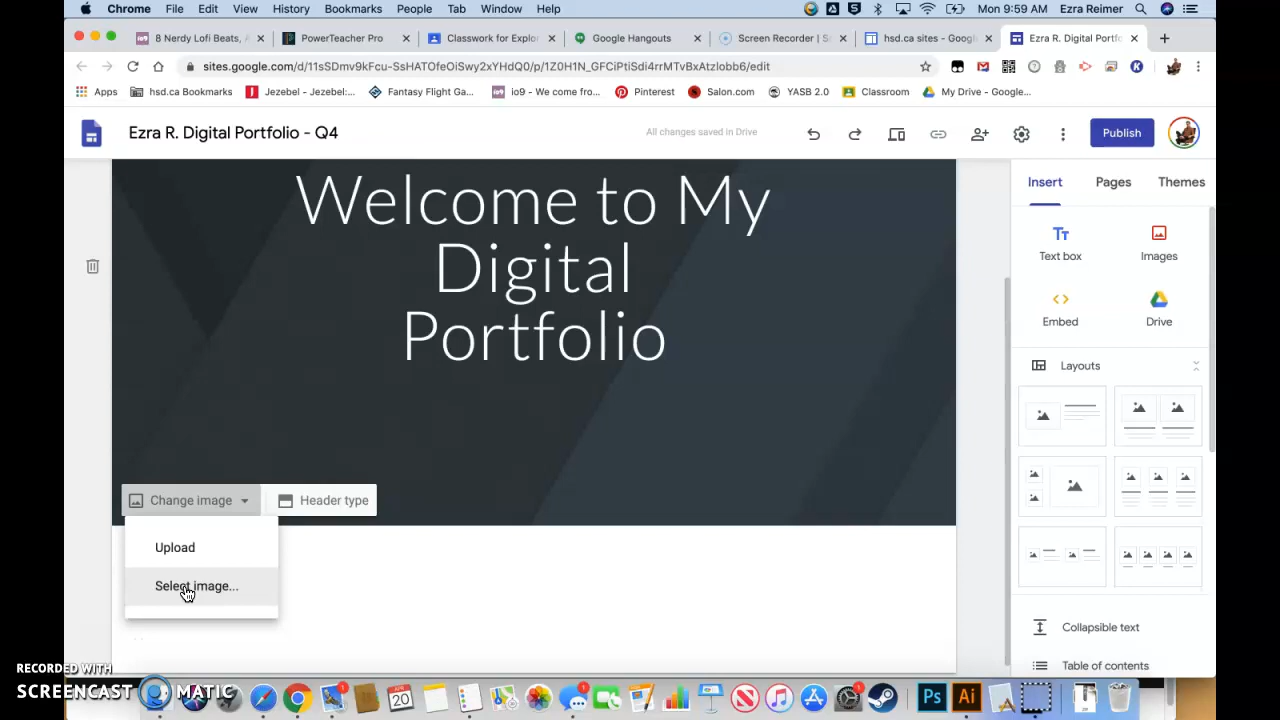 Chrome File Edit View History Bookmarks People Tab Window Help Mon 9:59 AM Ezra Reimer
8 Nerdy Lofi Beats, PowerTeacher Pro Classwork for Explo Google Hangouts Screen Recorder | S hsd.ca sites - Goog Ezra R. Digital Portfo
sites.google.com/d/11sSDmv9kFcu-SsHATOfeOiSwy2xYHdQ0/p/1Z0H1N_GFCiPtiSdi4rrMTvBxAtzlobb6/edit
Apps hsd.ca Bookmarks Jezebel - Jezebel:... Fantasy Flight Ga... io9 - We come fro... Pinterest Salon.com YASB 2.0 Classroom My Drive - Google...
Ezra R. Digital Portfolio - Q4 All changes saved in Drive Publish
Insert Pages Themes
Welcome to My
Digital
Portfolio
Text box Images
Embed Drive
Layouts
Change image Header type
Upload
Select image...
Collapsible text
Table of contents
RECORDED WITH
SCREENCAST MATIC
APR
20
Ps Ai